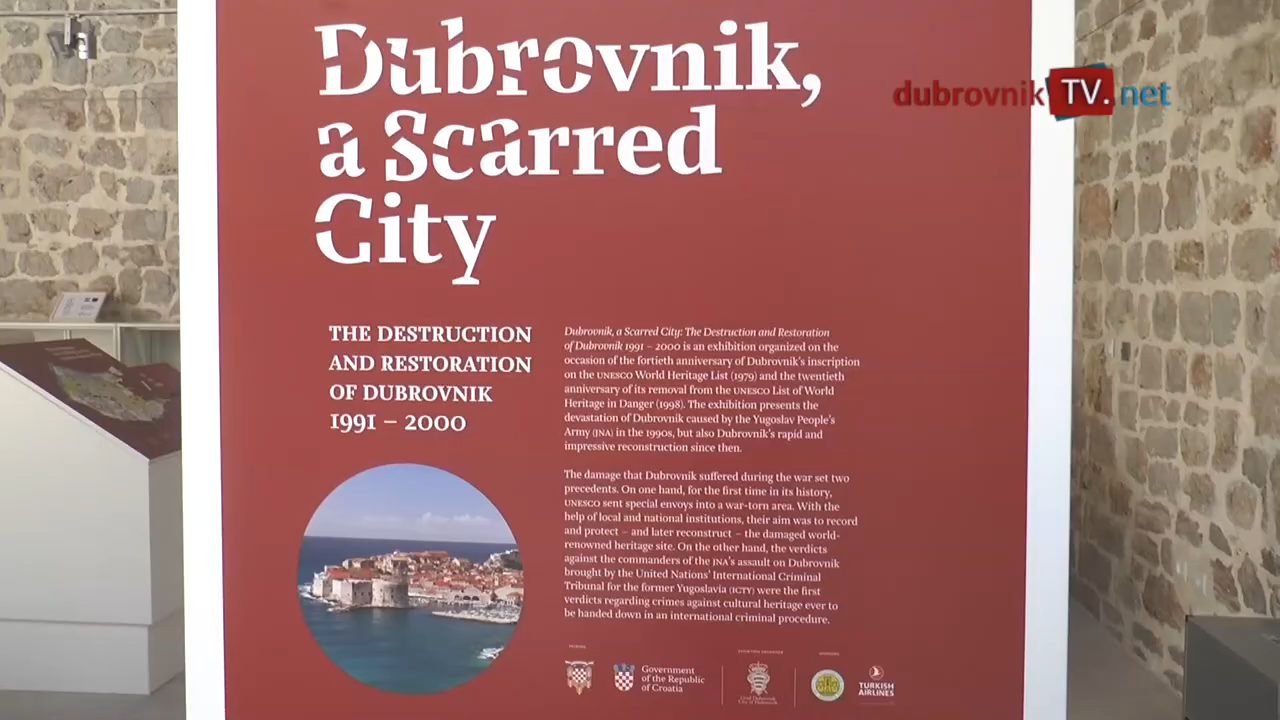 Dubrovnik,
a Scarred
City
dubrovnik TV. net
THE DESTRUCTION
AND RESTORATION
OF DUBROVNIK
1991 – 2000
Dubrovnik, a Scarred City: The Destruction and Restoration
of Dubrovnik 1991 – 2000 is an exhibition organized on the
occasion of the fortieth anniversary of Dubrovnik's inscription
on the UNESCO World Heritage List (1979) and the twentieth
anniversary of its removal from the UNESCO List of World
Heritage in Danger (1998). The exhibition presents the
devastation of Dubrovnik caused by the Yugoslav People's
Army (JNA) in the 1990s, but also Dubrovnik's rapid and
impressive reconstruction since then.
The damage that Dubrovnik suffered during the war set two
precedents. On one hand, for the first time in its history,
UNESCO sent special envoys into a war-torn area. With the
help of local and national institutions, their aim was to record
and protect – and later reconstruct – the damaged world-
renowned heritage site. On the other hand, the verdicts
against the commanders of the JNA's assault on Dubrovnik
brought by the United Nations' International Criminal
Tribunal for the former Yugoslavia (ICTY) were the first
verdicts regarding crimes against cultural heritage ever to
be handed down in an international criminal procedure.
Government
of the Republic
of Croatia
Grad Dubrovnik
City of Dubrovnik
TURKISH
AIRLINES